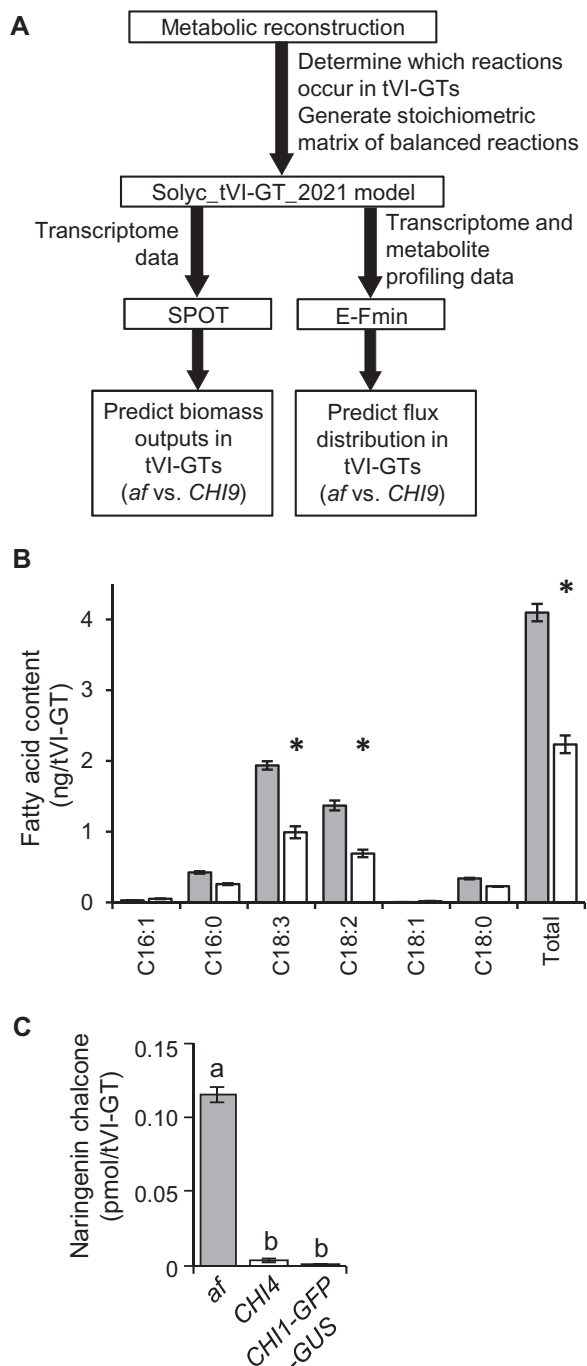 A
Metabolic reconstruction
Determine which reactions
occur in tVI-GTs
Generate stoichiometric
matrix of balanced reactions
Solyc_tVI-GT_2021 model
Transcriptome
data
Transcriptome and
metabolite
profiling data
SPOT
E-Fmin
Predict biomass
outputs in
tVI-GTs
(af vs. CHI9)
Predict flux
distribution in
tVI-GTs
(af vs. CHI9)
B
Fatty acid content
(ng/tVI-GT)
4
3
2
1
0
*
*
*
C16:1
C16:0
C18:3
C18:2
C18:1
C18:0
Total
C
Naringenin chalcone
(pmol/tVI-GT)
0.15
0.10
0.05
0
a
b
b
af
CHI4
CHI1-GFP
-GUS